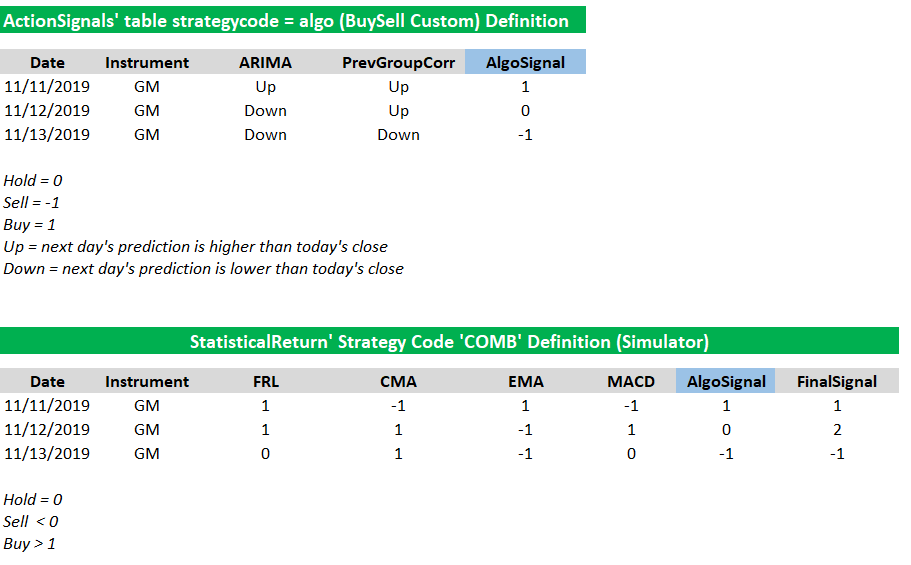 ActionSignals' table strategycode = algo (BuySell Custom) Definition
Date Instrument ARIMA PrevGroupCorr AlgoSignal
11/11/2019 GM Up Up 1
11/12/2019 GM Down Up 0
11/13/2019 GM Down Down -1
Hold = 0
Sell = -1
Buy = 1
Up = next day's prediction is higher than today's close
Down = next day's prediction is lower than today's close
StatisticalReturn' Strategy Code 'COMB' Definition (Simulator)
Date Instrument FRL CMA EMA MACD AlgoSignal FinalSignal
11/11/2019 GM 1 -1 1 -1 1 1
11/12/2019 GM 1 1 -1 1 0 2
11/13/2019 GM 0 1 -1 0 -1 -1
Hold = 0
Sell < 0
Buy > 1